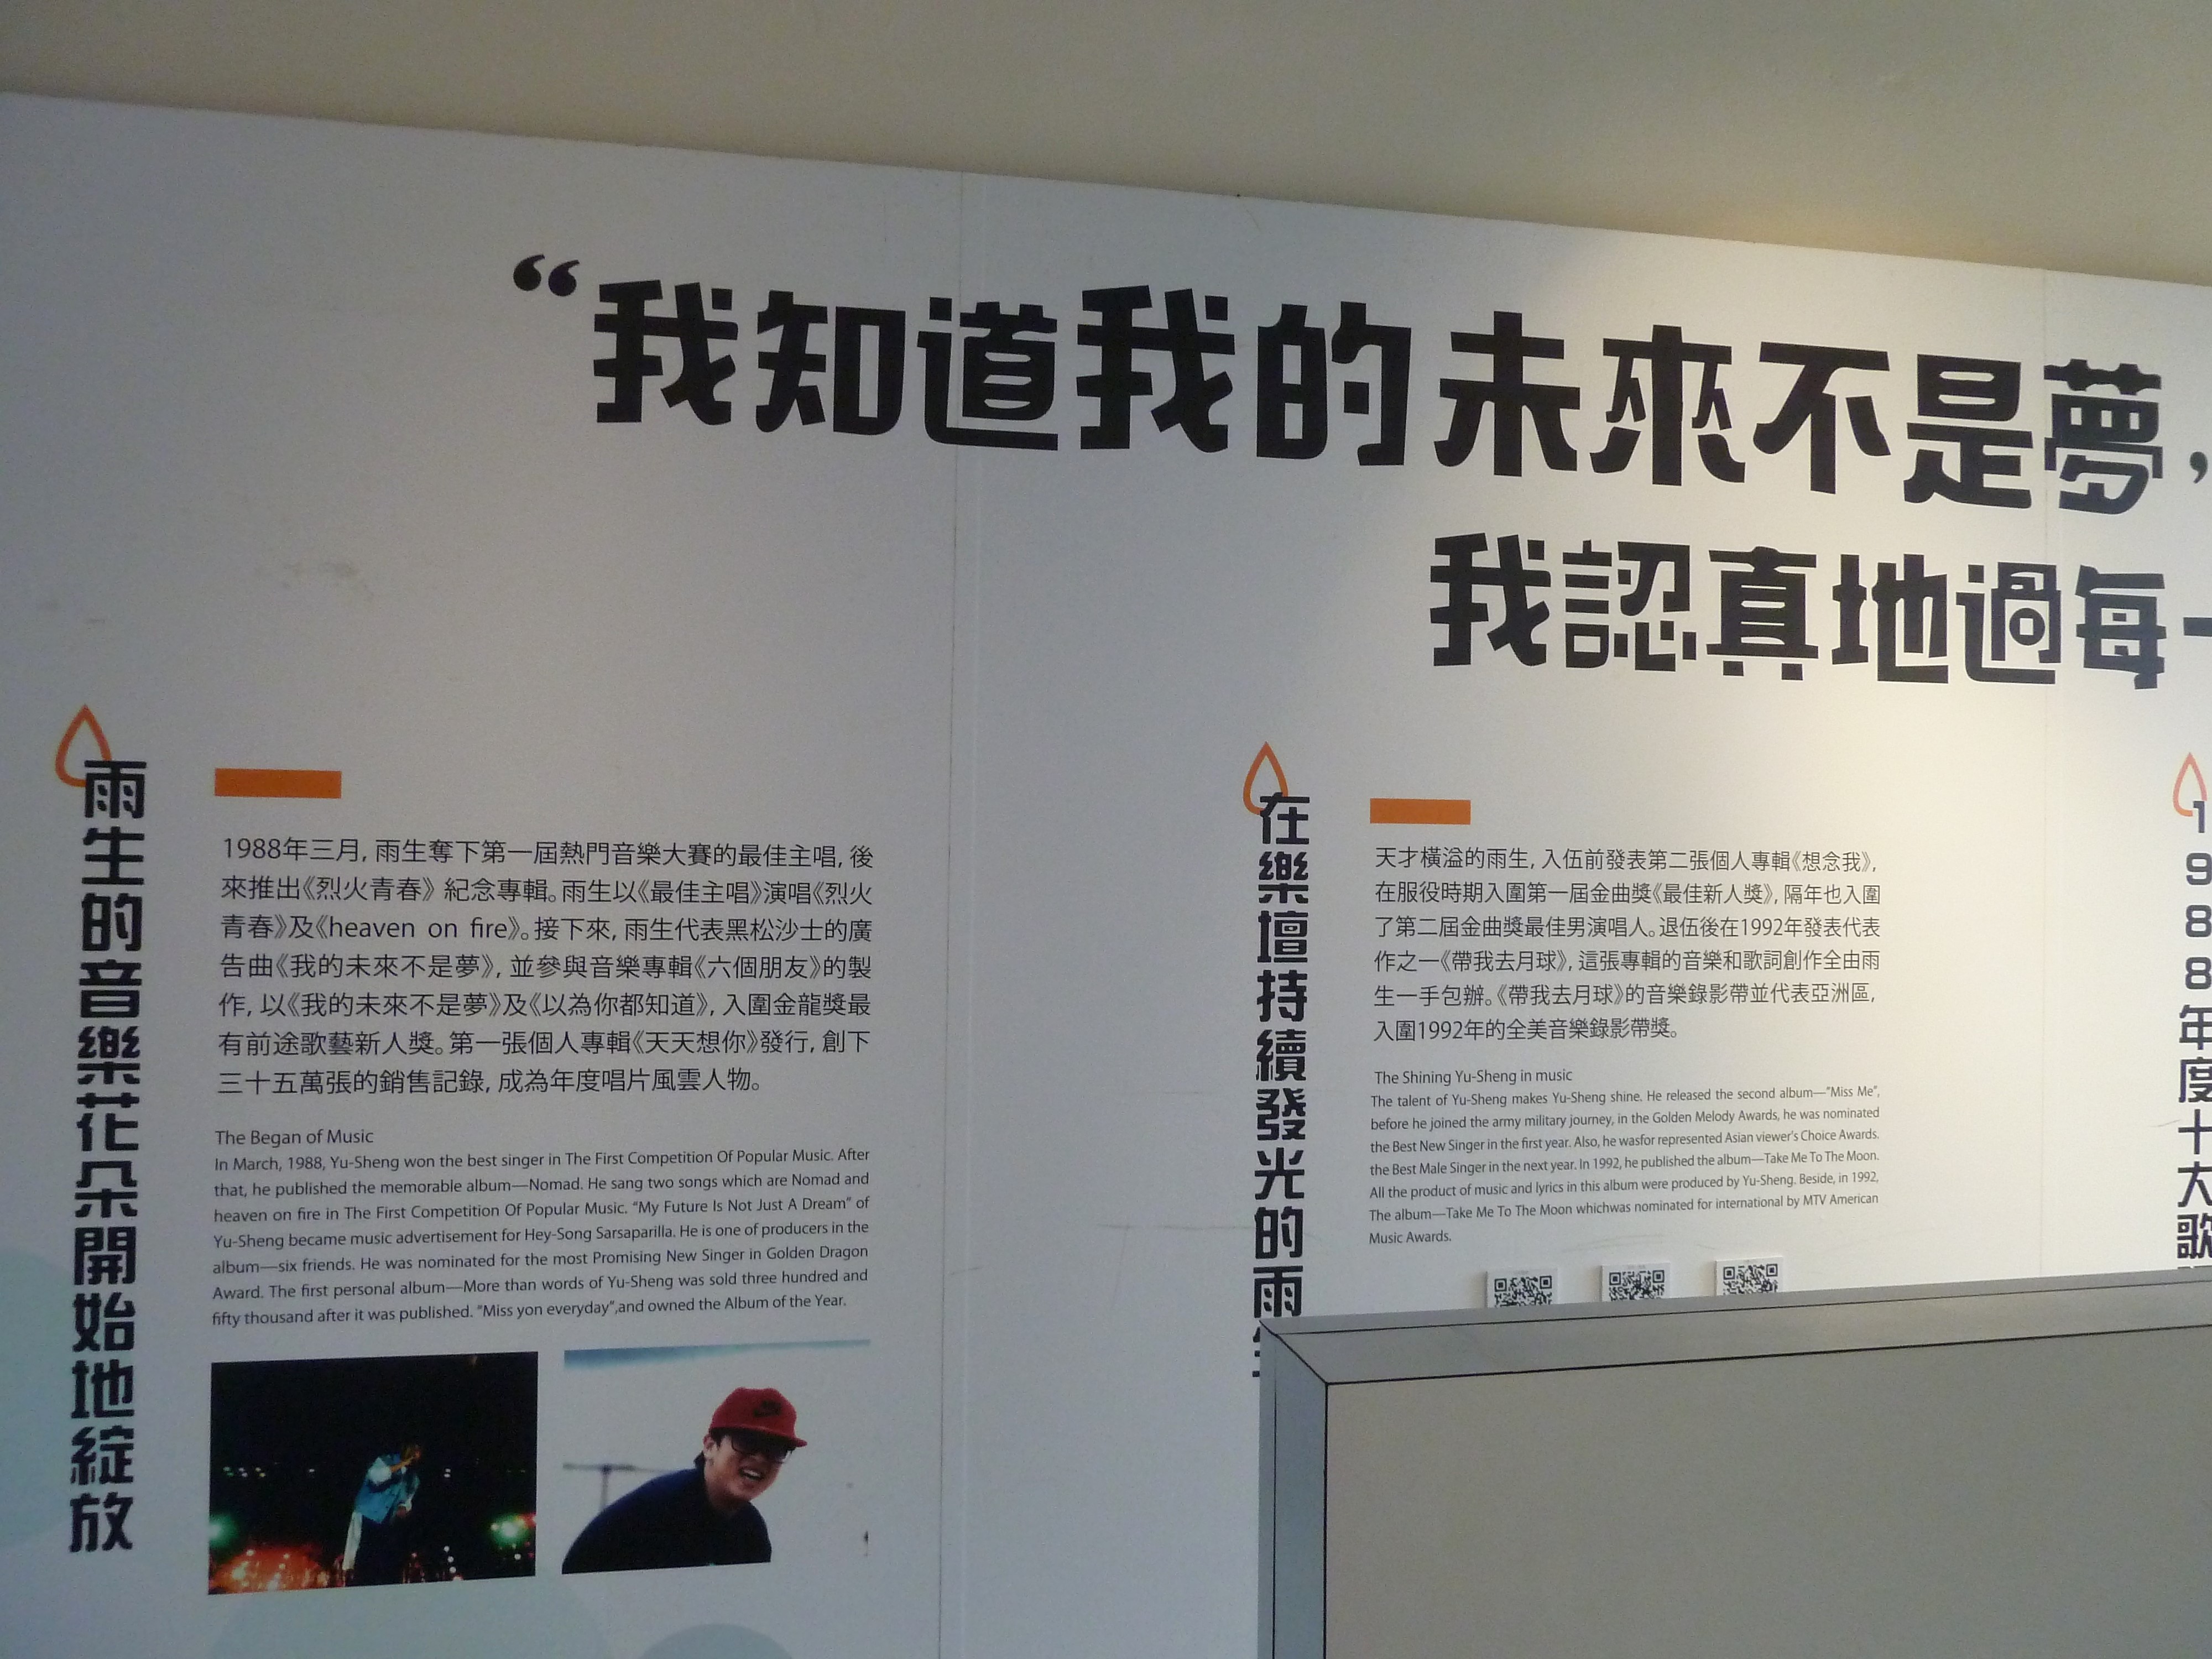 “我知道我的未來不是夢，
我認真地過每一
雨生的音樂花朵開始地綻放
1988年三月, 雨生奪下第一屆熱門音樂大賽的最佳主唱, 後
來推出《烈火青春》紀念專輯。雨生以《最佳主唱》演唱《烈火
青春》及《heaven on fire》。接下來, 雨生代表黑松沙士的廣
告曲《我的未來不是夢》, 並參與音樂專輯《六個朋友》的製
作, 以《我的未來不是夢》及《以為你都知道》, 入圍金龍獎最
有前途歌藝新人獎。第一張個人專輯《天天想你》發行, 創下
三十五萬張的銷售記錄, 成為年度唱片風雲人物。
The Began of Music
In March, 1988, Yu-Sheng won the best singer in The First Competition Of Popular Music. After
that, he published the memorable album—Nomad. He sang two songs which are Nomad and
heaven on fire in The First Competition Of Popular Music. “My Future Is Not Just A Dream” of
Yu-Sheng became music advertisement for Hey-Song Sarsaparilla. He is one of producers in the
album—six friends. He was nominated for the most Promising New Singer in Golden Dragon
Award. The first personal album—More than words of Yu-Sheng was sold three hundred and
fifty thousand after it was published. “Miss yon everyday”,and owned the Album of the Year.
在樂壇持續發光的雨生
天才橫溢的雨生, 入伍前發表第二張個人專輯《想念我》,
在服役時期入圍第一屆金曲獎《最佳新人獎》, 隔年也入圍
了第二屆金曲獎最佳男演唱人。退伍後在1992年發表代表
作之一《帶我去月球》, 這張專輯的音樂和歌詞創作全由雨
生一手包辦。《帶我去月球》的音樂錄影帶並代表亞洲區,
入圍1992年的全美音樂錄影帶獎。
The Shining Yu-Sheng in music
The talent of Yu-Sheng makes Yu-Sheng shine. He released the second album—“Miss Me”,
before he joined the army military journey, in the Golden Melody Awards, he was nominated
the Best New Singer in the first year. Also, he wasfor represented Asian viewer's Choice Awards.
the Best Male Singer in the next year. In 1992, he published the album—Take Me To The Moon.
All the product of music and lyrics in this album were produced by Yu-Sheng. Beside, in 1992,
The album—Take Me To The Moon whichwas nominated for international by MTV American
Music Awards.
1988年度十大歌